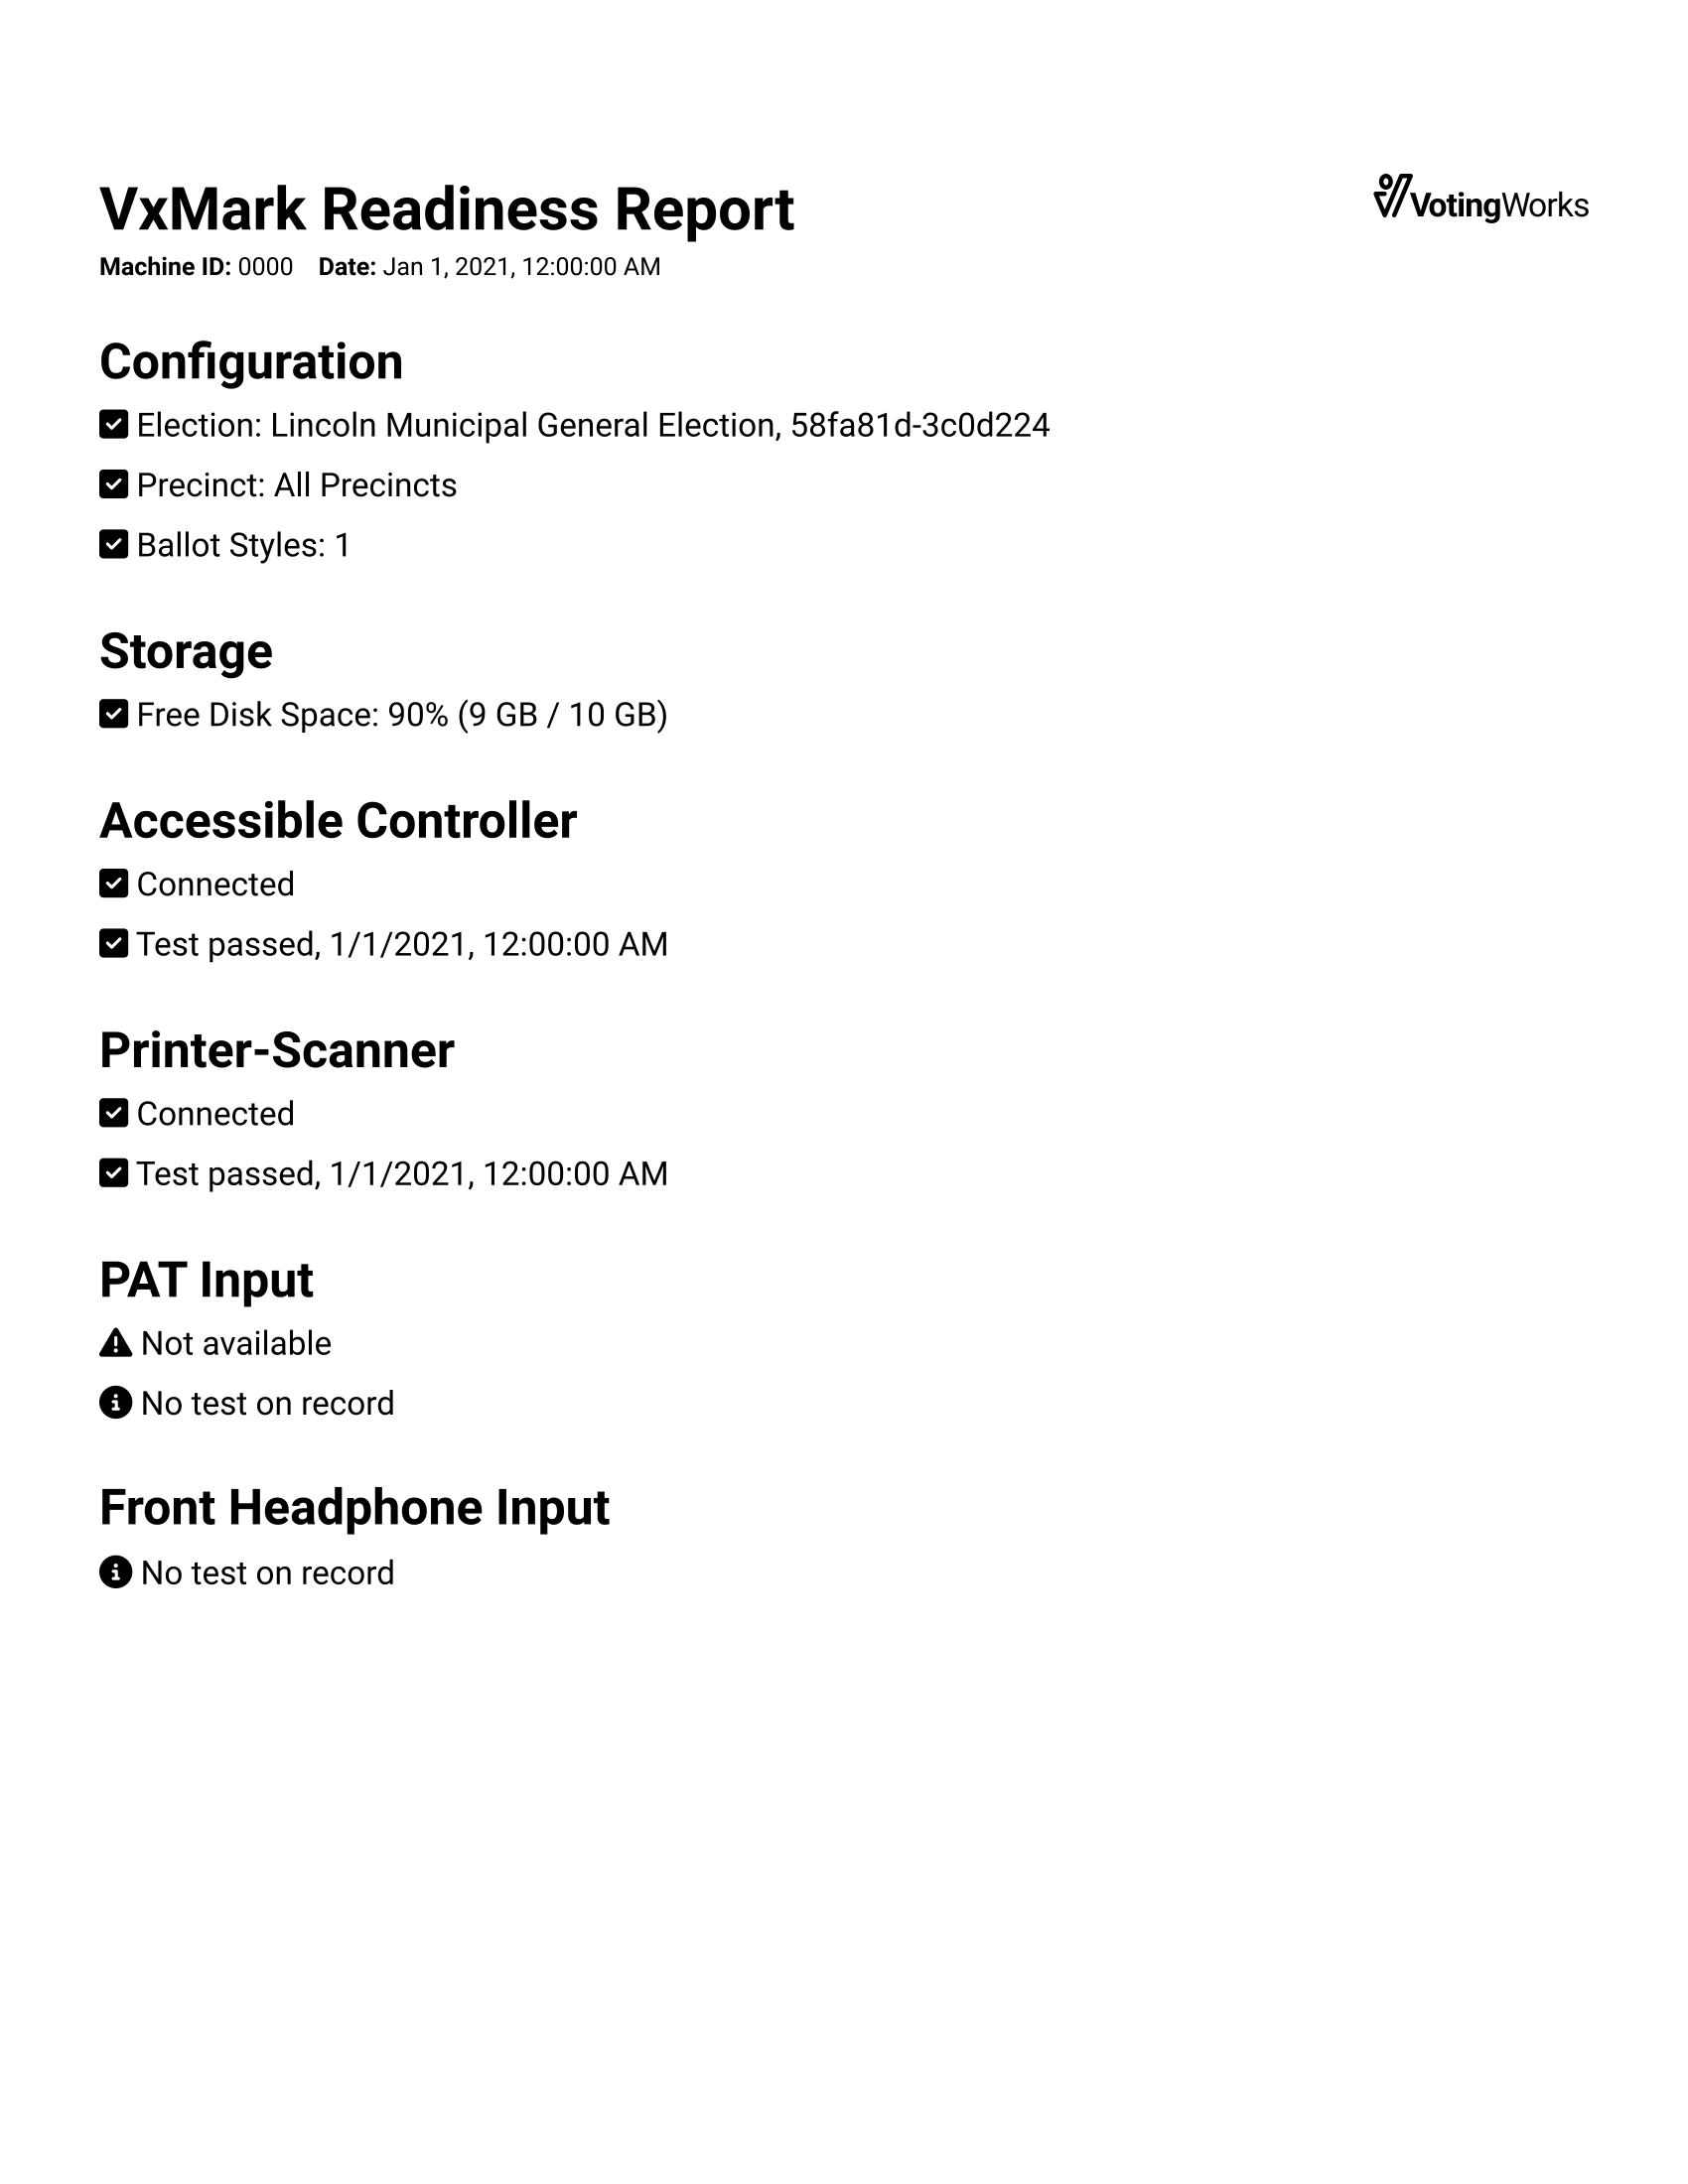 VxMark Readiness Report
VotingWorks
Machine ID: 0000 Date: Jan 1, 2021, 12:00:00 AM
Configuration
Election: Lincoln Municipal General Election, 58fa81d-3c0d224
Precinct: All Precincts
Ballot Styles: 1
Storage
Free Disk Space: 90% (9 GB / 10 GB)
Accessible Controller
Connected
Test passed, 1/1/2021, 12:00:00 AM
Printer-Scanner
Connected
Test passed, 1/1/2021, 12:00:00 AM
PAT Input
Not available
No test on record
Front Headphone Input
No test on record